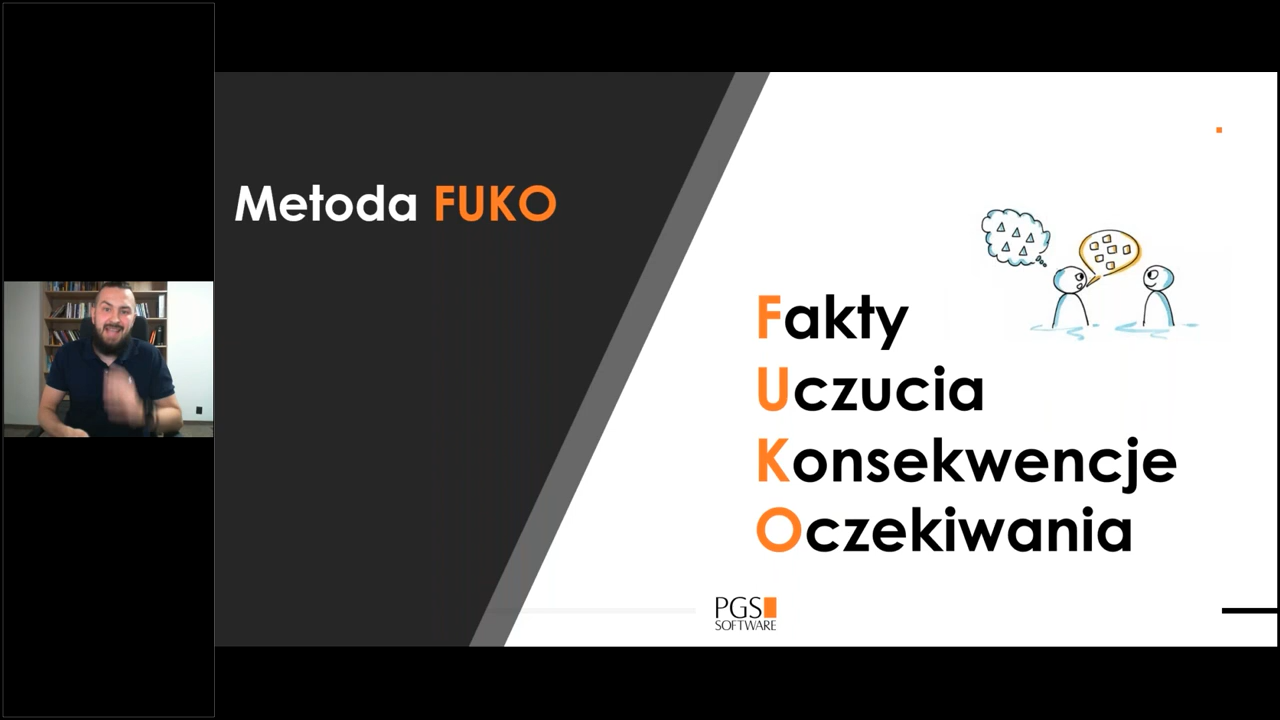 Metoda FUKO
Fakty
Uczucia
Konsekwencje
Oczekiwania
PGS
SOFTWARE